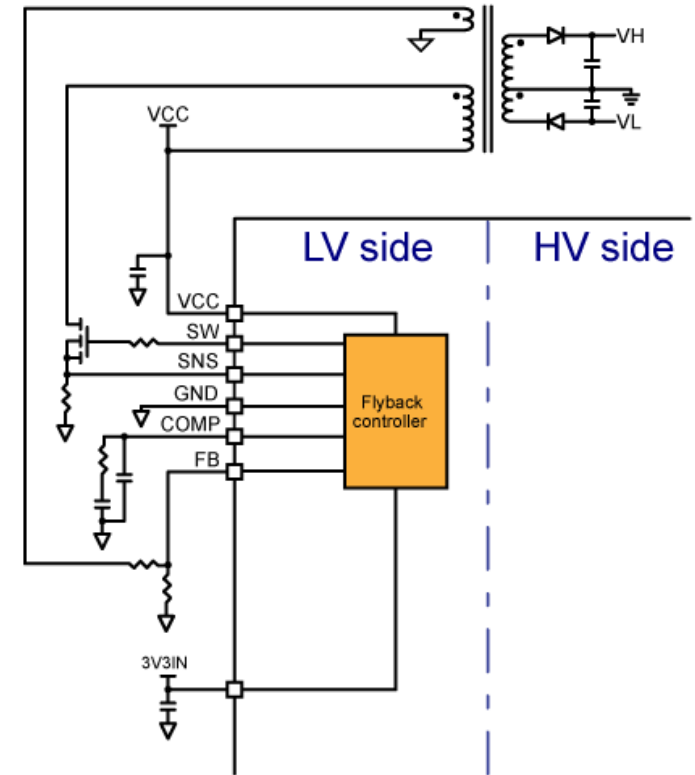 VH
VL
VCC
LV side
HV side
VCC
SW
SNS
GND
COMP
FB
Flyback
controller
3V3IN